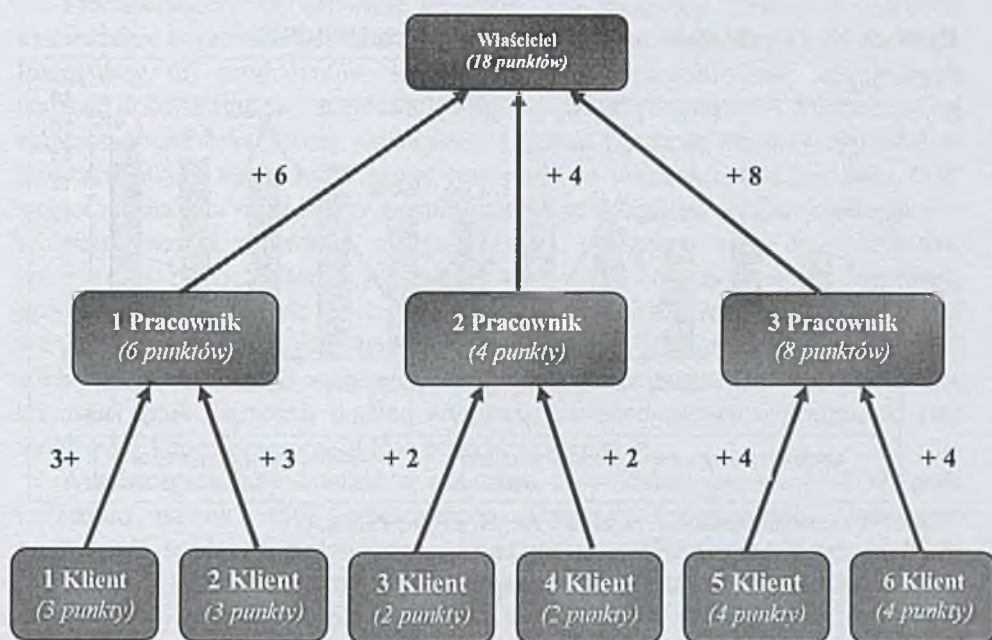 Właściciel
(18 punktów)
+ 6
+ 4
+ 8
1 Pracownik
(6 punktów)
2 Pracownik
(4 punkty)
3 Pracownik
(8 punktów)
3+
+ 3
+ 2
+ 2
+ 4
+ 4
1 Klient
(3 punkty)
2 Klient
(3 punkty)
3 Klient
(2 punkty)
4 Klient
(2 punkty)
5 Klient
(4 punkty)
6 Klient
(4 punkty)